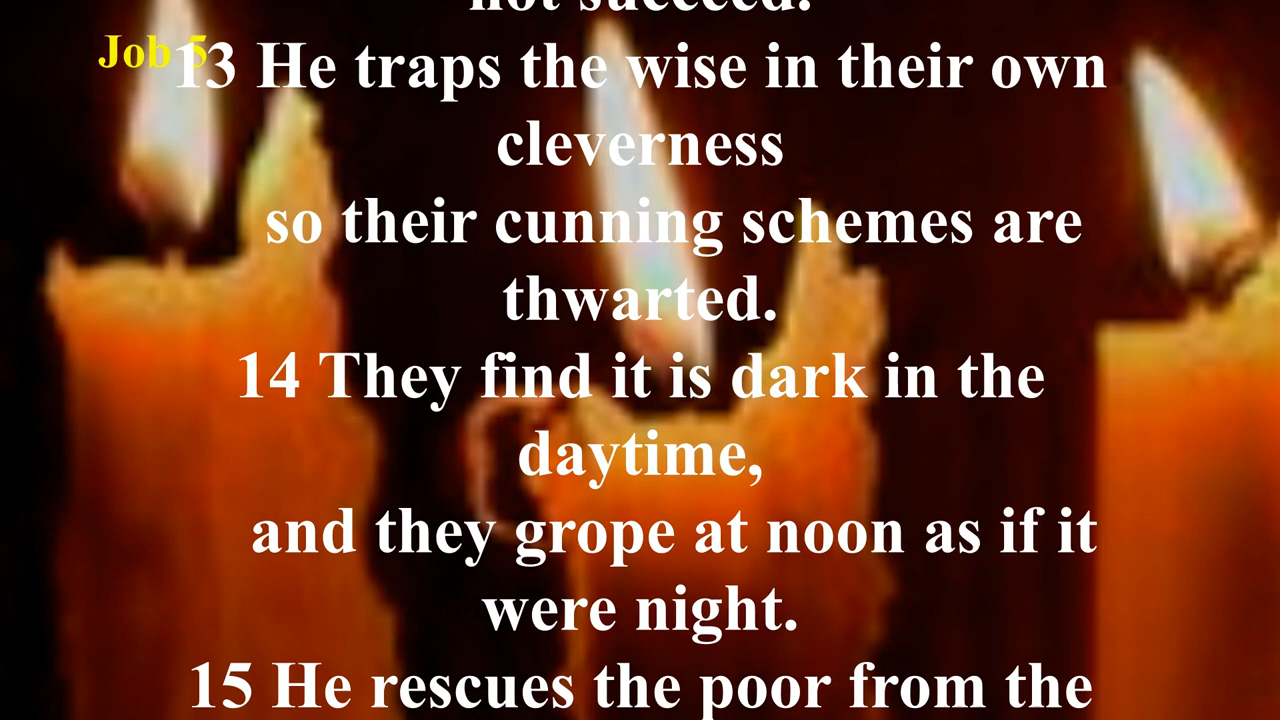 not succeed.
Job 5
13 He traps the wise in their own
cleverness
so their cunning schemes are
thwarted.
14 They find it is dark in the
daytime,
and they grope at noon as if it
were night.
15 He rescues the poor from the